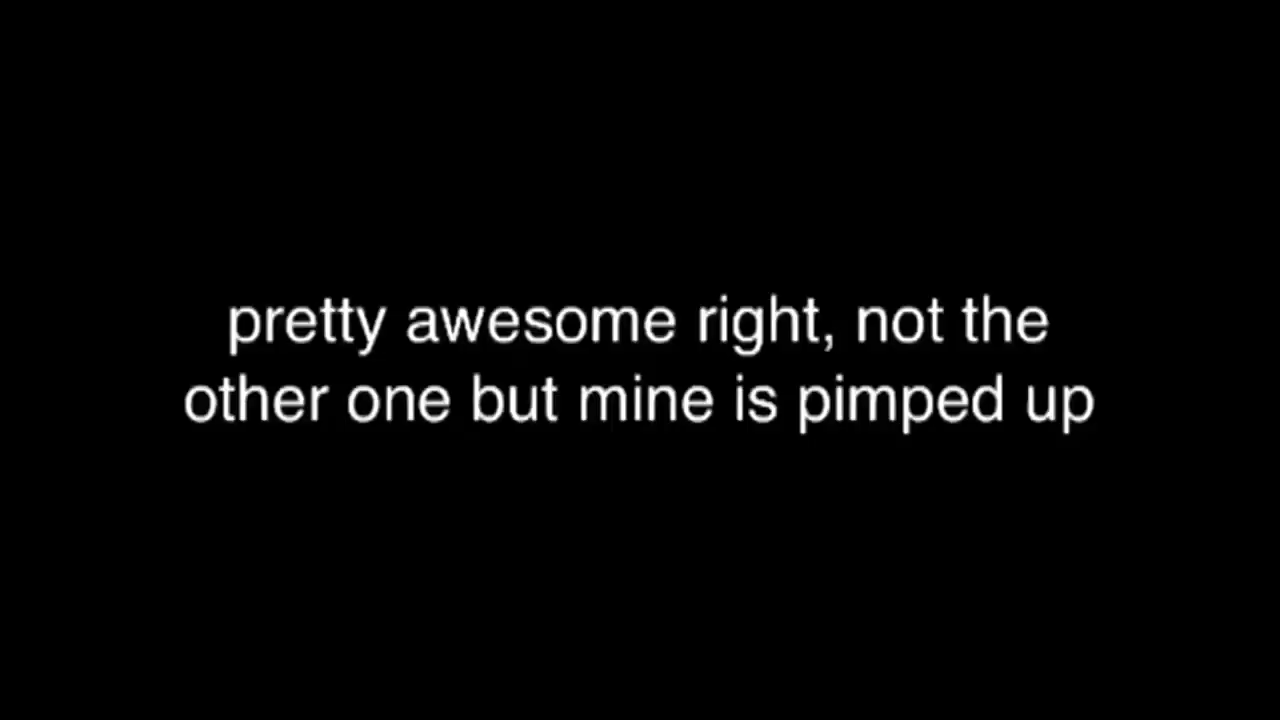 pretty awesome right, not the
other one but mine is pimped up